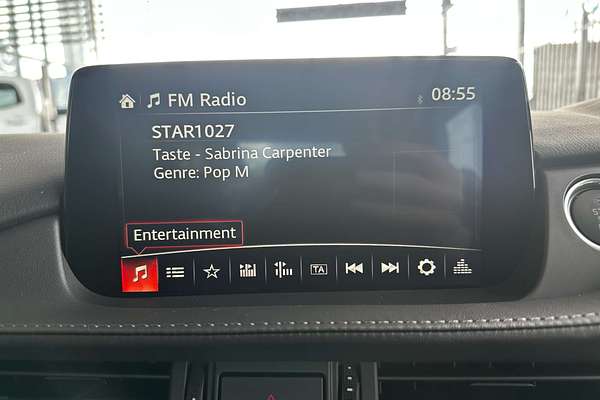 FM Radio 08:55
STAR1027
Taste - Sabrina Carpenter
Genre: Pop M
Entertainment
TA